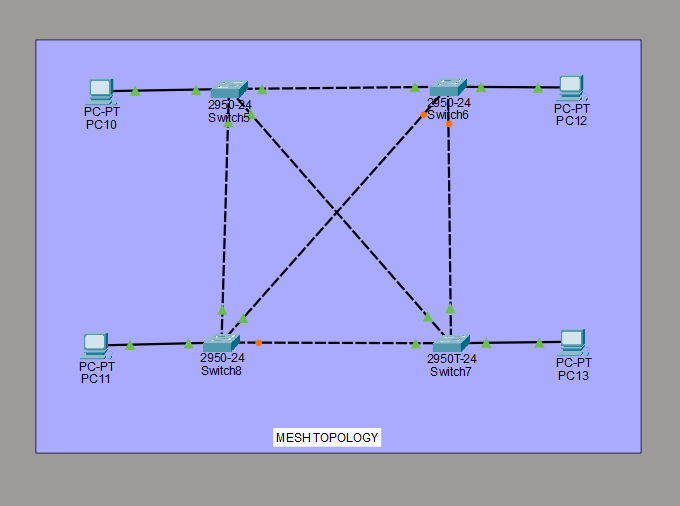 PC-PT
PC10
2950-24
Switch5
2950-24
Switch6
PC-PT
PC12
PC-PT
PC11
2950-24
Switch8
2950T-24
Switch7
PC-PT
PC13
MESH TOPOLOGY